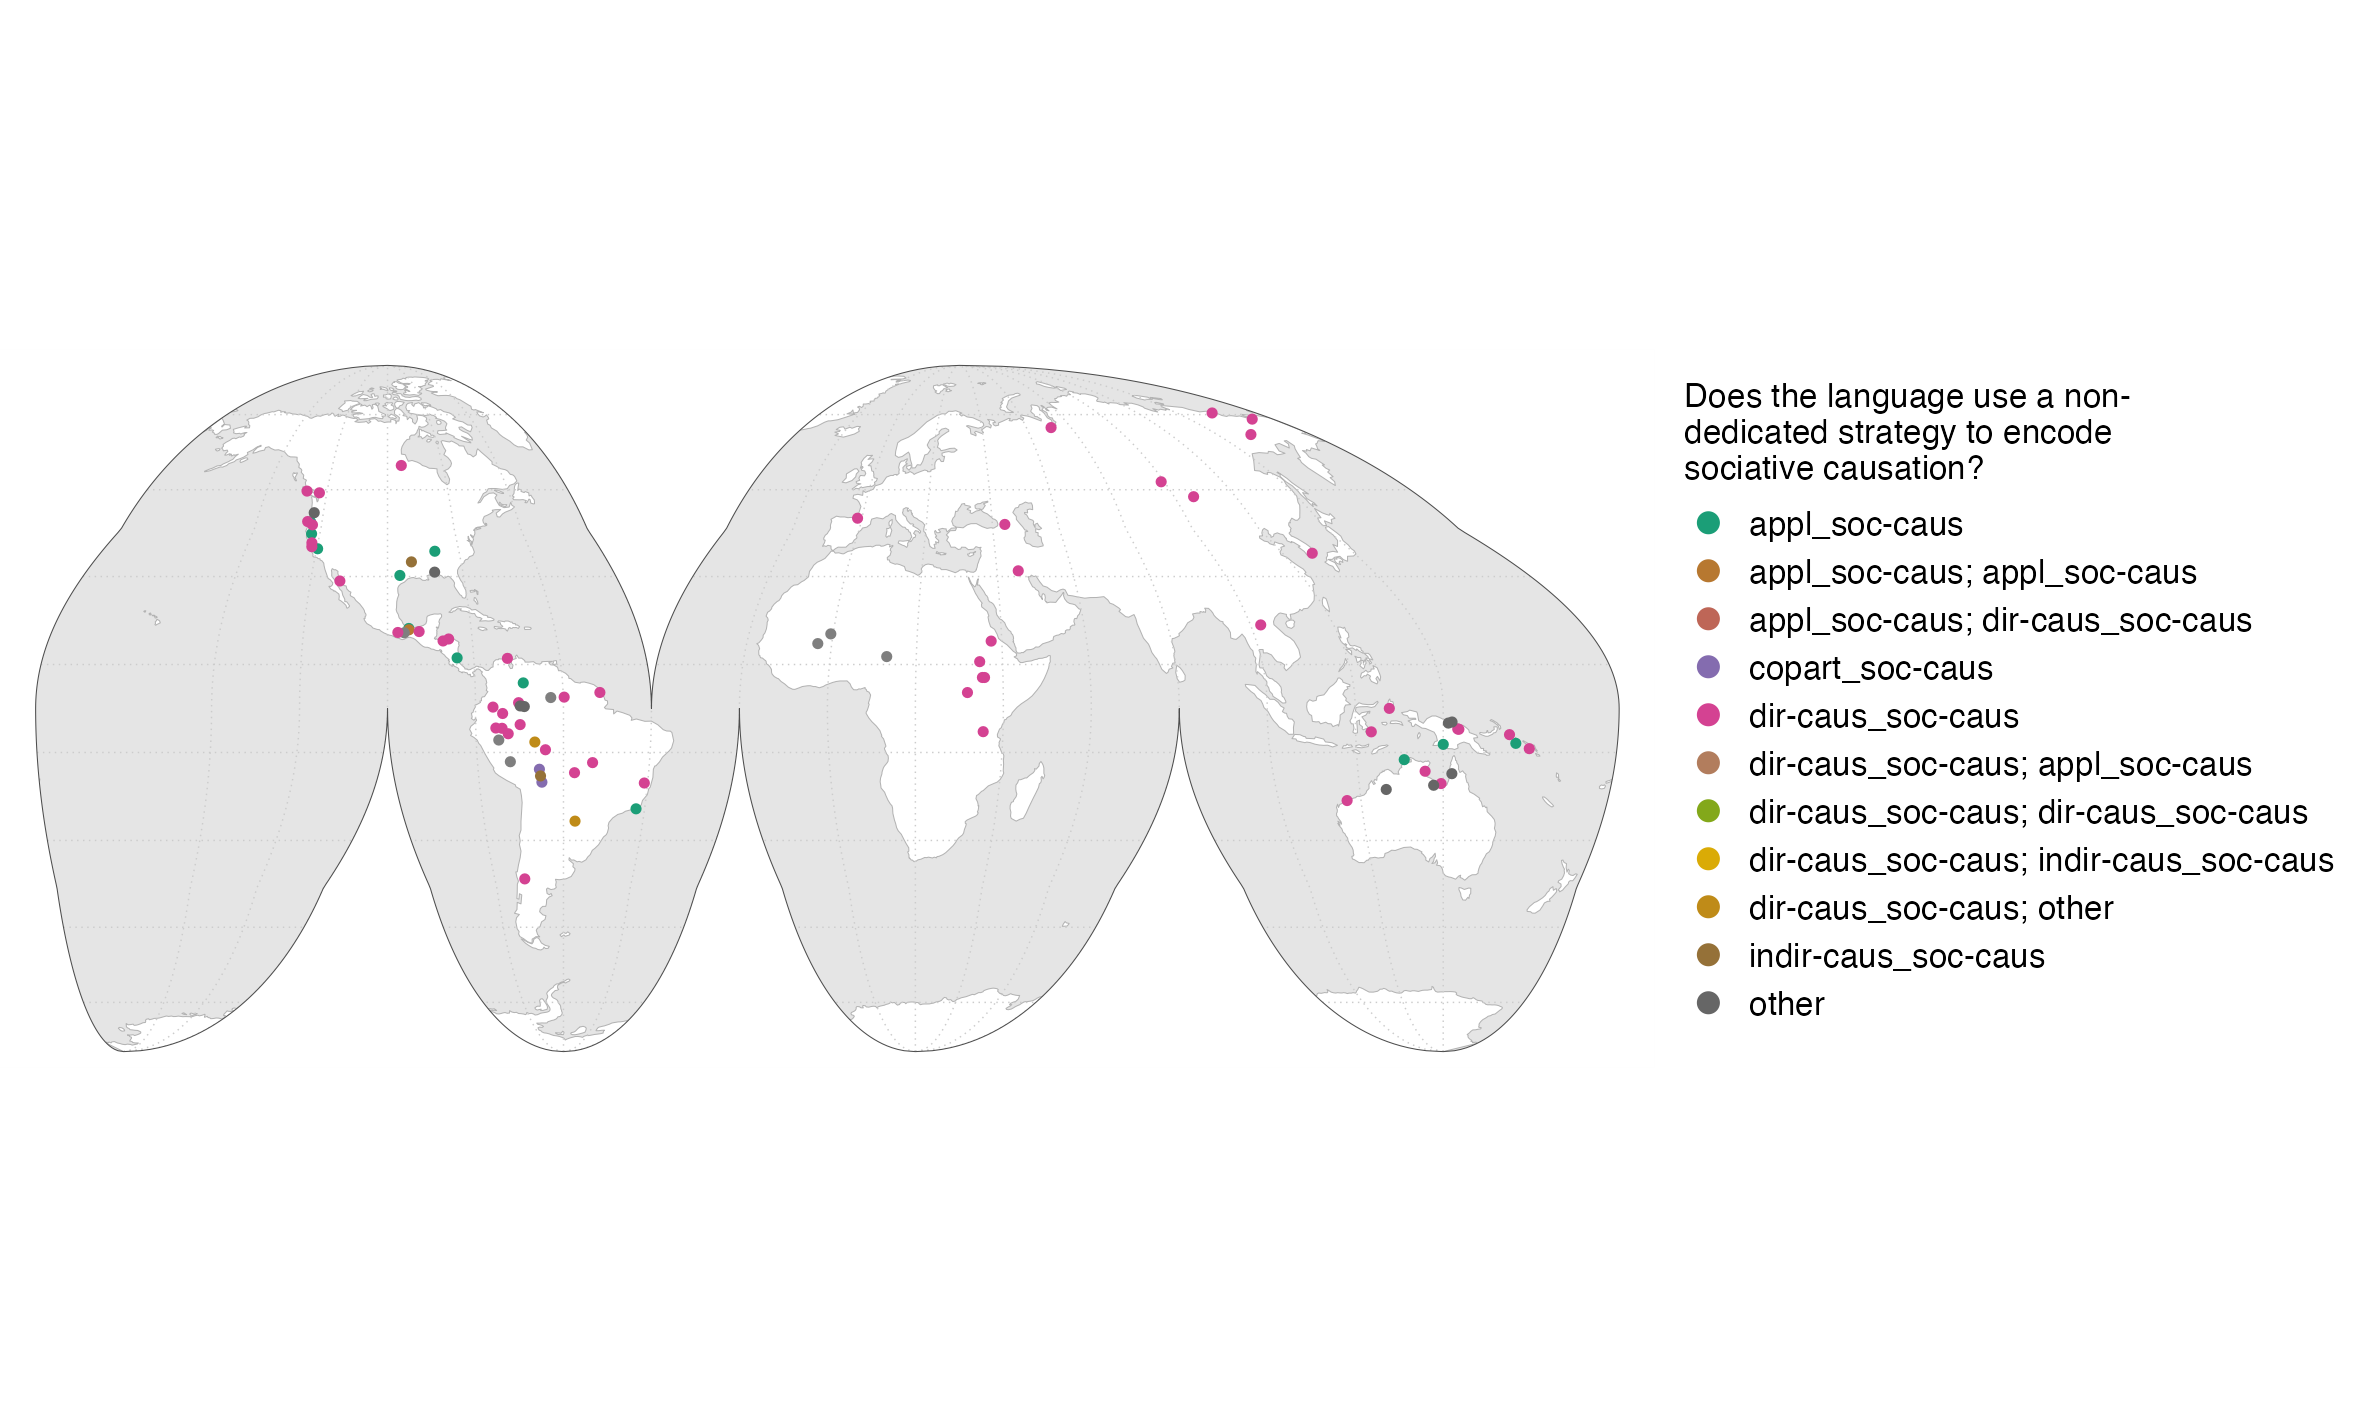 Does the language use a non-
dedicated strategy to encode
sociative causation?
appl_soc-caus
appl_soc-caus; appl_soc-caus
appl_soc-caus; dir-caus_soc-caus
copart_soc-caus
dir-caus_soc-caus
dir-caus_soc-caus; appl_soc-caus
dir-caus_soc-caus; dir-caus_soc-caus
dir-caus_soc-caus; indir-caus_soc-caus
dir-caus_soc-caus; other
indir-caus_soc-caus
other